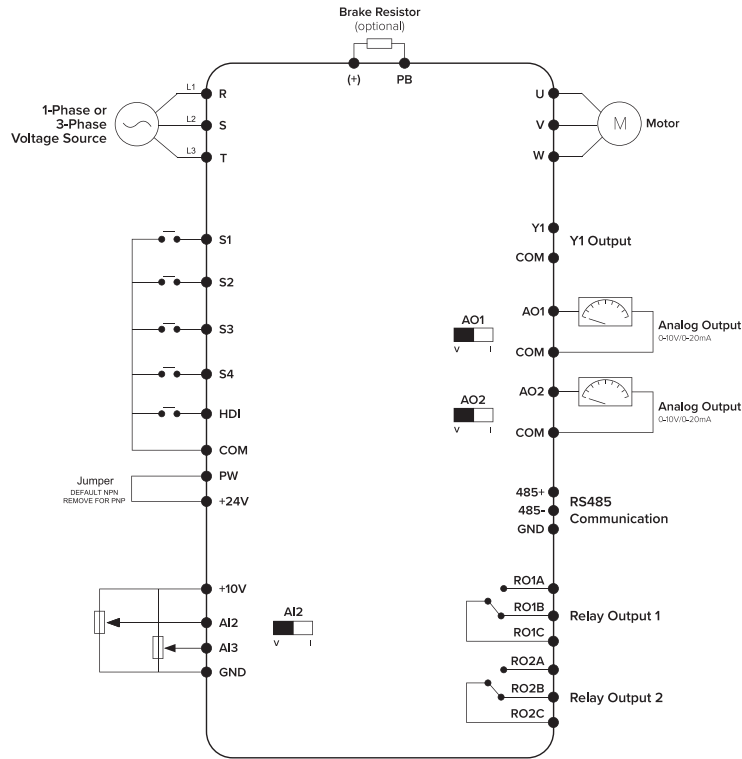 Brake Resistor
(optional)
(+) PB
1-Phase or
3-Phase
Voltage Source
L1 R
L2 S
L3 T
U
V
W
M Motor
S1
S2
S3
S4
HDI
COM
Jumper
DEFAULT NPN
REMOVE FOR PNP
PW
+24V
+10V
AI2
AI3
GND
AI2
V I
Y1
COM
Y1 Output
AO1
V I
AO1
COM
Analog Output
0-10V/0-20mA
AO2
V I
AO2
COM
Analog Output
0-10V/0-20mA
485+
485-
GND
RS485
Communication
RO1A
RO1B
RO1C
Relay Output 1
RO2A
RO2B
RO2C
Relay Output 2